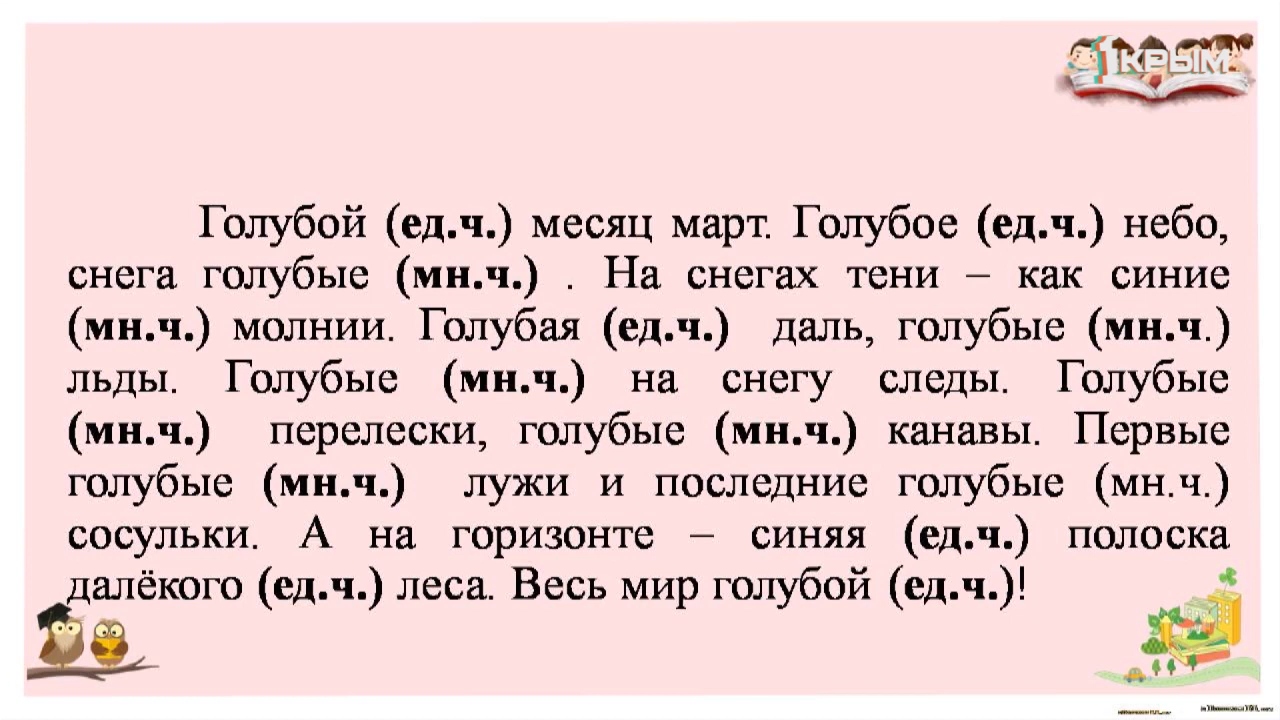 1КРЫМ
Голубой (ед.ч.) месяц март. Голубое (ед.ч.) небо,
снега голубые (мн.ч.) . На снегах тени – как синие
(мн.ч.) молнии. Голубая (ед.ч.) даль, голубые (мн.ч.)
льды. Голубые (мн.ч.) на снегу следы. Голубые
(мн.ч.) перелески, голубые (мн.ч.) канавы. Первые
голубые (мн.ч.) лужи и последние голубые (мн.ч.)
сосульки. А на горизонте – синяя (ед.ч.) полоска
далёкого (ед.ч.) леса. Весь мир голубой (ед.ч.)!